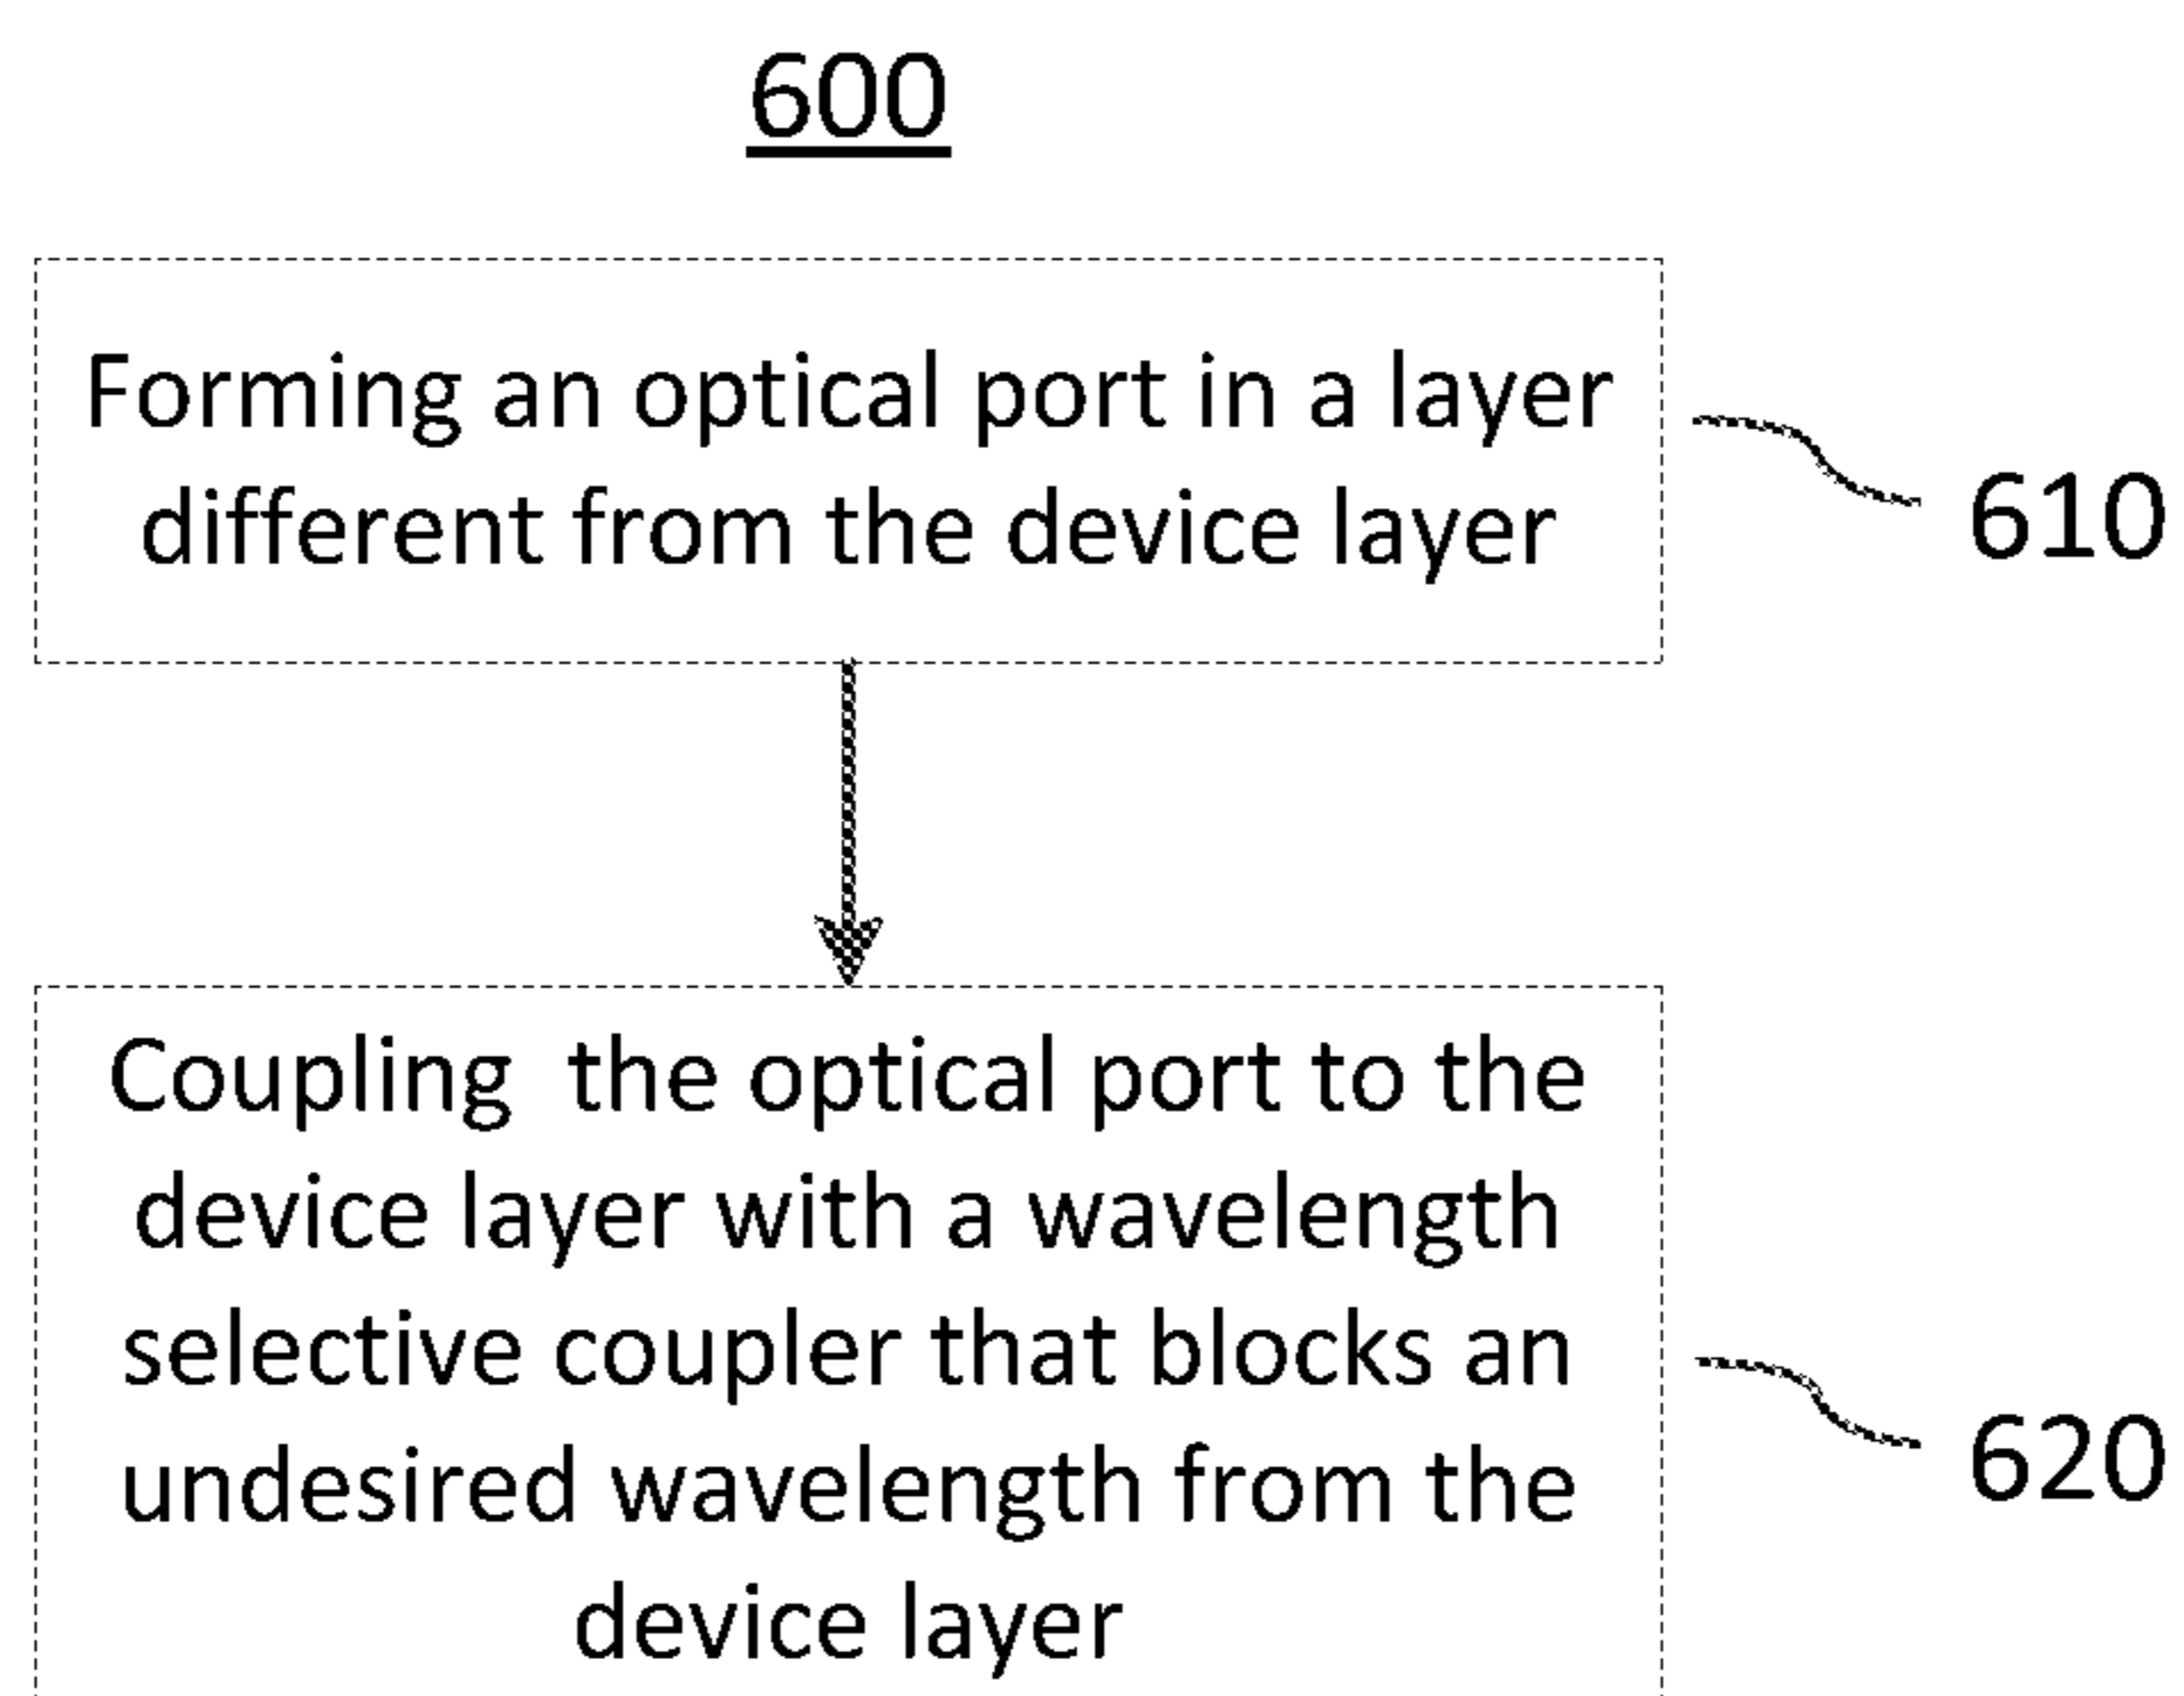 600
Forming an optical port in a layer
different from the device layer
610
Coupling  the optical port to the
device layer with a wavelength
selective coupler that blocks an
undesired wavelength from the
device layer
620